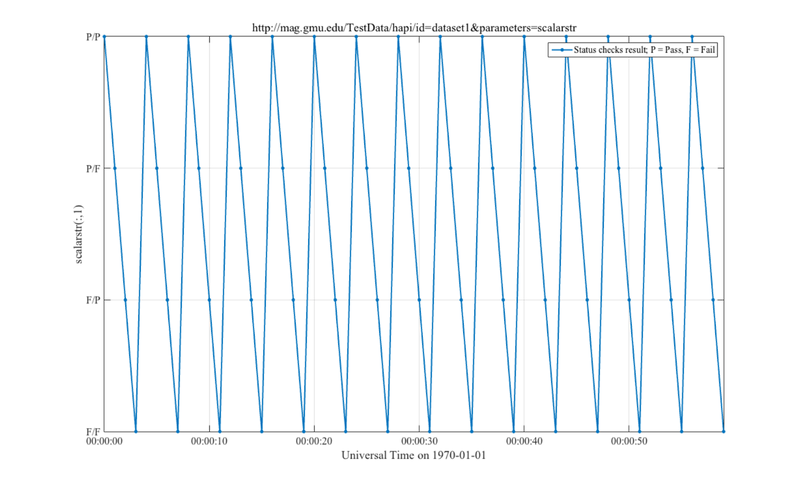 http://mag.gmu.edu/TestData/hapi/id=dataset1&parameters=scalarstr
P/P
Status checks result; P = Pass, F = Fail
P/F
scalarstr(:,1)
F/P
F/F
00:00:00 00:00:10 00:00:20 00:00:30 00:00:40 00:00:50
Universal Time on 1970-01-01